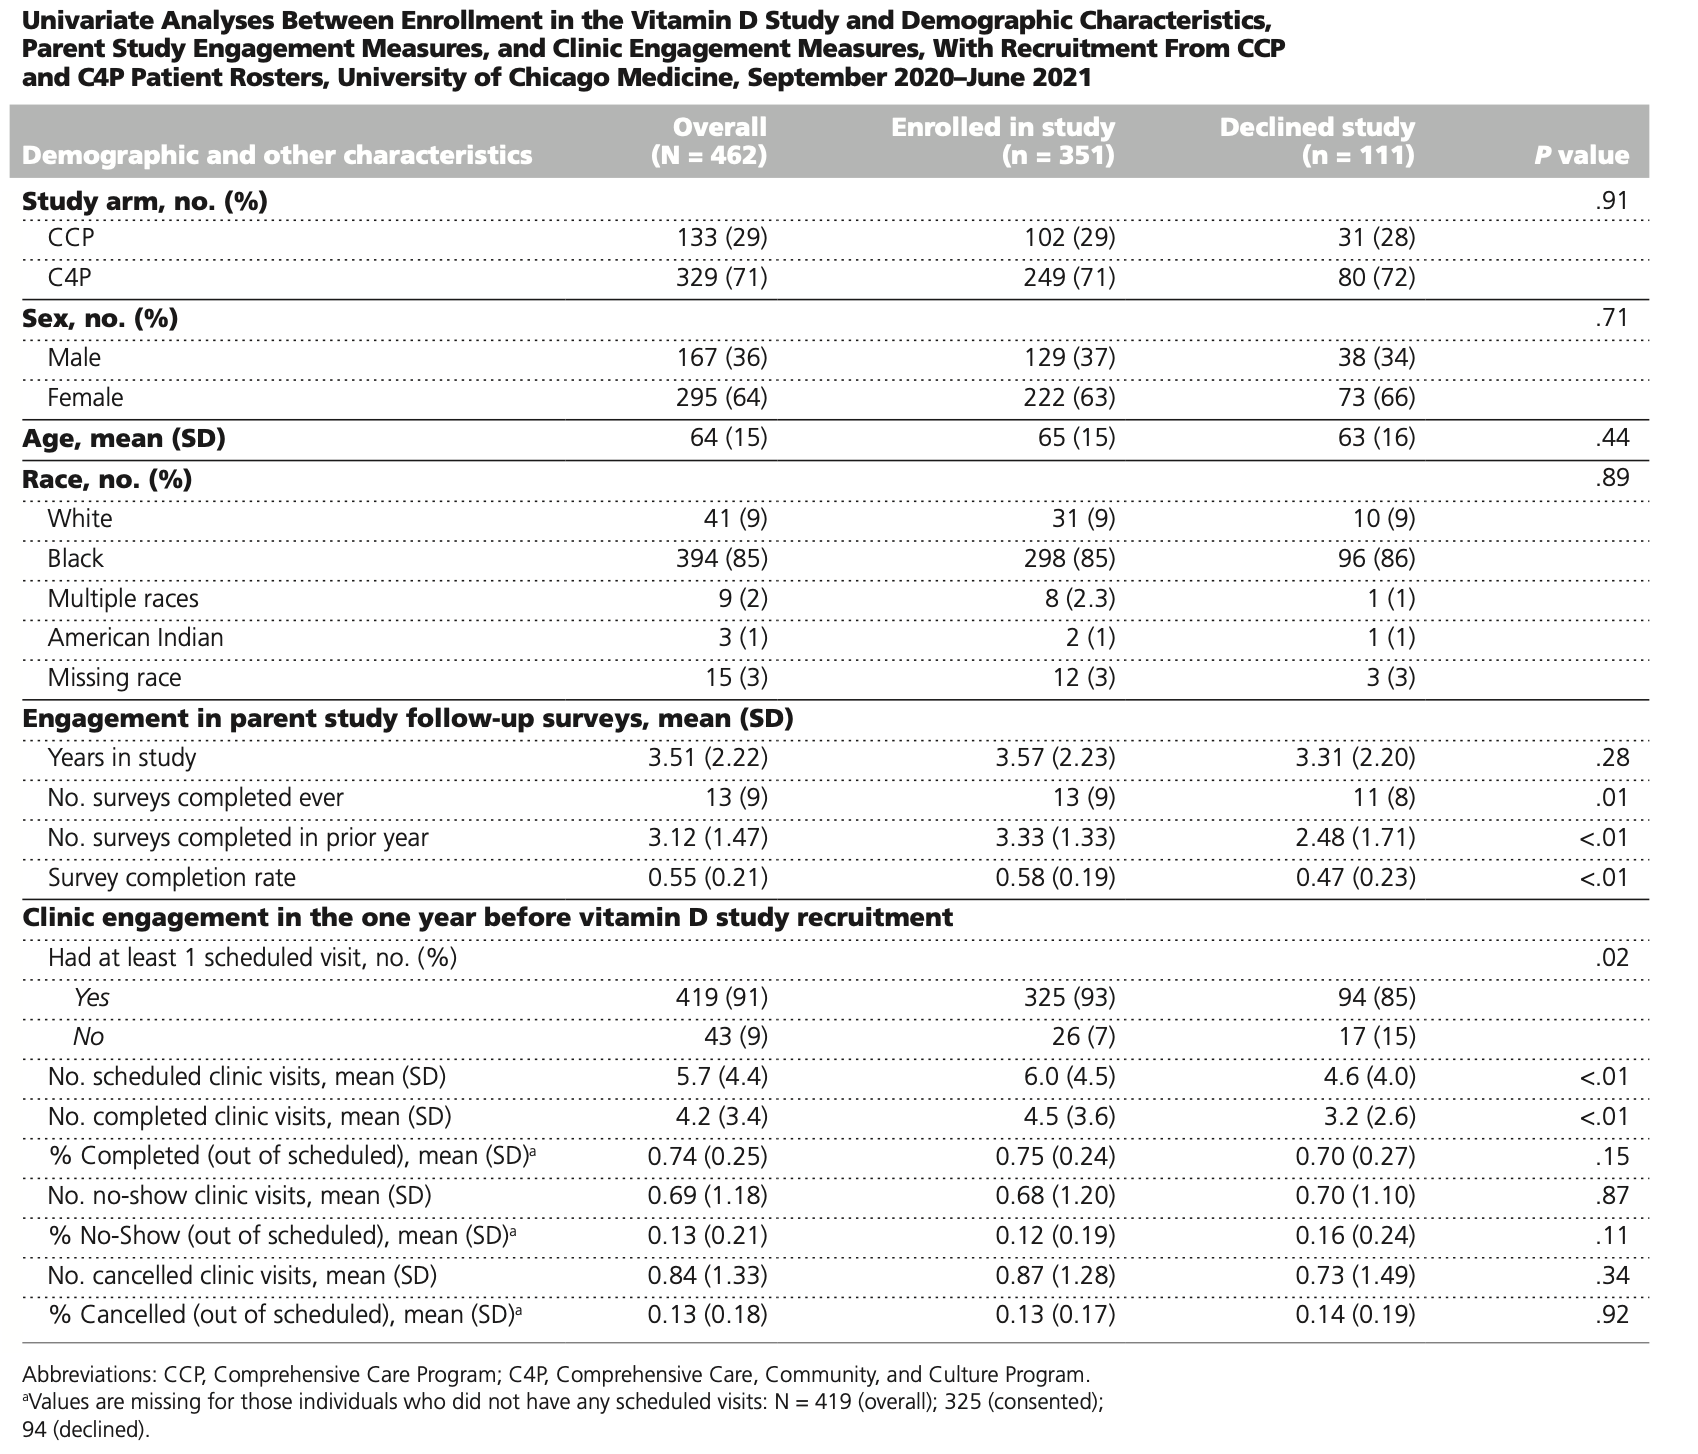 Univariate Analyses Between Enrollment in the Vitamin D Study and Demographic Characteristics,
Parent Study Engagement Measures, and Clinic Engagement Measures, With Recruitment From CCP
and C4P Patient Rosters, University of Chicago Medicine, September 2020–June 2021
Demographic and other characteristics Overall (N = 462) Enrolled in study (n = 351) Declined study (n = 111) P value
Study arm, no. (%) .91
CCP 133 (29) 102 (29) 31 (28)
C4P 329 (71) 249 (71) 80 (72)
Sex, no. (%) .71
Male 167 (36) 129 (37) 38 (34)
Female 295 (64) 222 (63) 73 (66)
Age, mean (SD) 64 (15) 65 (15) 63 (16) .44
Race, no. (%) .89
White 41 (9) 31 (9) 10 (9)
Black 394 (85) 298 (85) 96 (86)
Multiple races 9 (2) 8 (2.3) 1 (1)
American Indian 3 (1) 2 (1) 1 (1)
Missing race 15 (3) 12 (3) 3 (3)
Engagement in parent study follow-up surveys, mean (SD)
Years in study 3.51 (2.22) 3.57 (2.23) 3.31 (2.20) .28
No. surveys completed ever 13 (9) 13 (9) 11 (8) .01
No. surveys completed in prior year 3.12 (1.47) 3.33 (1.33) 2.48 (1.71) <.01
Survey completion rate 0.55 (0.21) 0.58 (0.19) 0.47 (0.23) <.01
Clinic engagement in the one year before vitamin D study recruitment
Had at least 1 scheduled visit, no. (%) .02
Yes 419 (91) 325 (93) 94 (85)
No 43 (9) 26 (7) 17 (15)
No. scheduled clinic visits, mean (SD) 5.7 (4.4) 6.0 (4.5) 4.6 (4.0) <.01
No. completed clinic visits, mean (SD) 4.2 (3.4) 4.5 (3.6) 3.2 (2.6) <.01
% Completed (out of scheduled), mean (SD)ᵃ 0.74 (0.25) 0.75 (0.24) 0.70 (0.27) .15
No. no-show clinic visits, mean (SD) 0.69 (1.18) 0.68 (1.20) 0.70 (1.10) .87
% No-Show (out of scheduled), mean (SD)ᵃ 0.13 (0.21) 0.12 (0.19) 0.16 (0.24) .11
No. cancelled clinic visits, mean (SD) 0.84 (1.33) 0.87 (1.28) 0.73 (1.49) .34
% Cancelled (out of scheduled), mean (SD)ᵃ 0.13 (0.18) 0.13 (0.17) 0.14 (0.19) .92
Abbreviations: CCP, Comprehensive Care Program; C4P, Comprehensive Care, Community, and Culture Program.
ᵃValues are missing for those individuals who did not have any scheduled visits: N = 419 (overall); 325 (consented);
94 (declined).